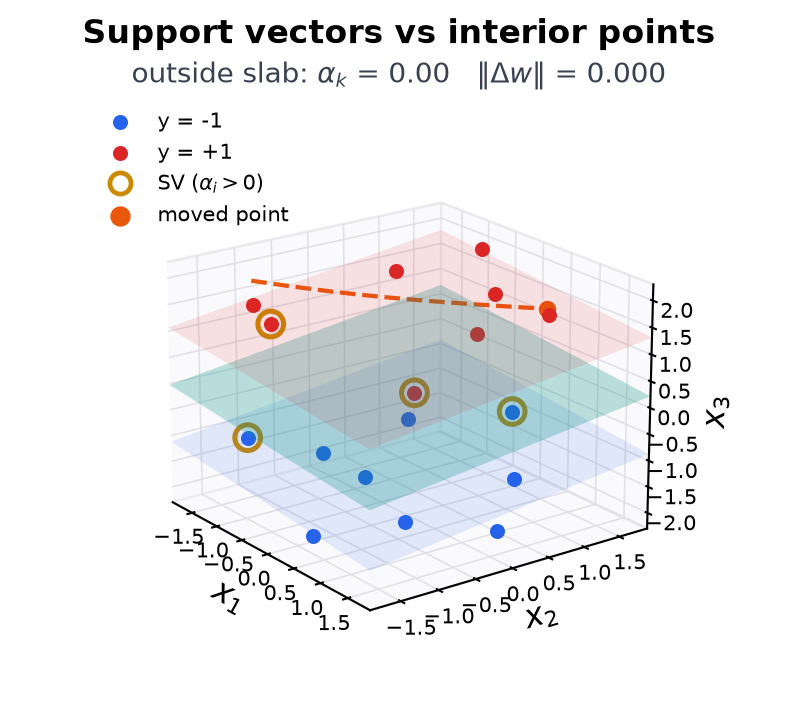 Support vectors vs interior points
outside slab: αₖ = 0.00 ‖Δw‖ = 0.000
y = -1
y = +1
SV (αᵢ > 0)
moved point
2.0
1.5
1.0
0.5
0.0
−0.5
−1.0
−1.5
−2.0
x₃
−1.5
−1.0
−0.5
0.0
0.5
1.0
1.5
x₁
−1.5
−1.0
−0.5
0.0
0.5
1.0
1.5
x₂